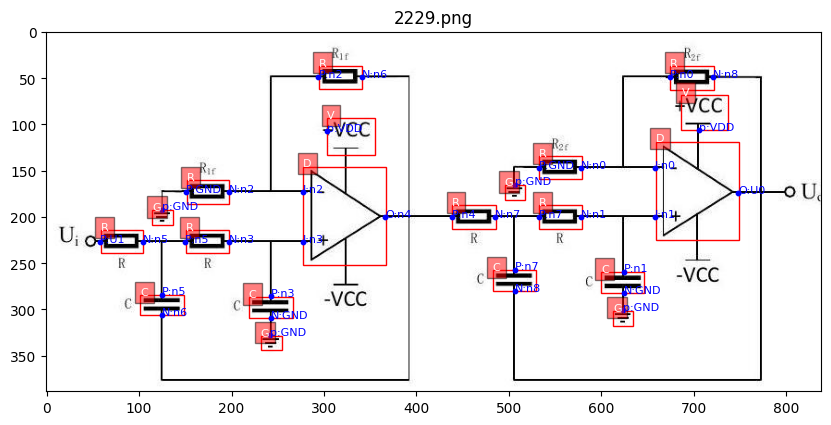 2229.png
R1f
R2f
R P:n2 N:n6
R P:n0 N:n8
V
+VCC
p:VDD
V
+VCC
p:VDD
D
D
R1f
R
P:GND N:n2
I:n2
R2f
R
P:GND N:n0
I:n0
G p:GND
G p:GND
O:U0
Uo
O:n4
R P:n4 N:n7
R P:n7 N:n1
I:n1
+
Ui
R P:U1 N:n5
R P:n5 N:n3
I:n3
+
R
R
R
R
C P:n5
C
N:n6
C P:n3
C
N:GND
G p:GND
-VCC
C P:n7
C
N:n8
C P:n1
C
N:GND
G p:GND
-VCC
0
50
100
150
200
250
300
350
0 100 200 300 400 500 600 700 800